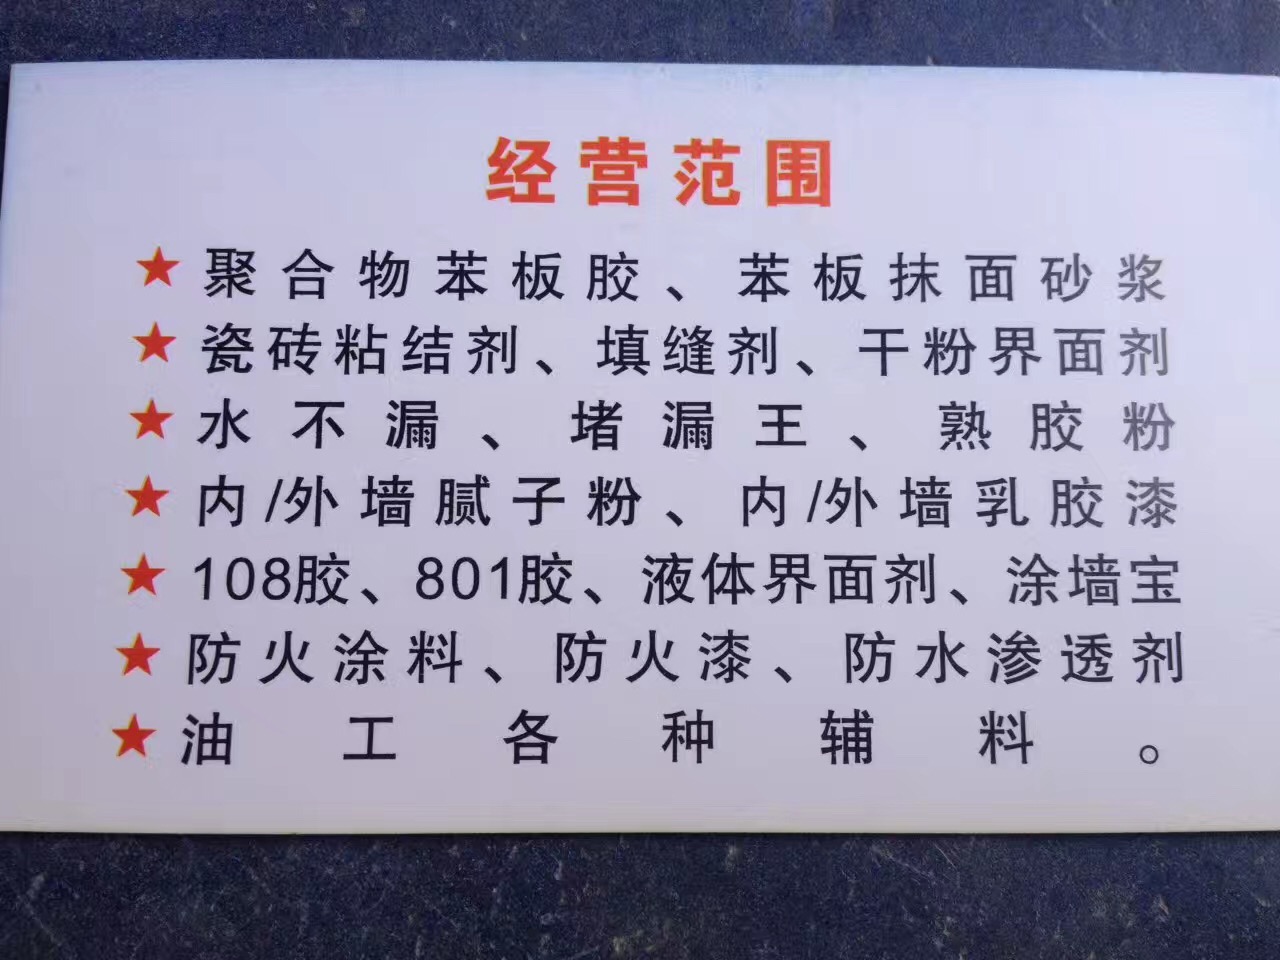 经营范围
★聚合物苯板胶、苯板抹面砂浆
★瓷砖粘结剂、填缝剂、干粉界面剂
★水不漏、堵漏王、熟胶粉
★内/外墙腻子粉、内/外墙乳胶漆
★108胶、801胶、液体界面剂、涂墙宝
★防火涂料、防火漆、防水渗透剂
★油工各种辅料。